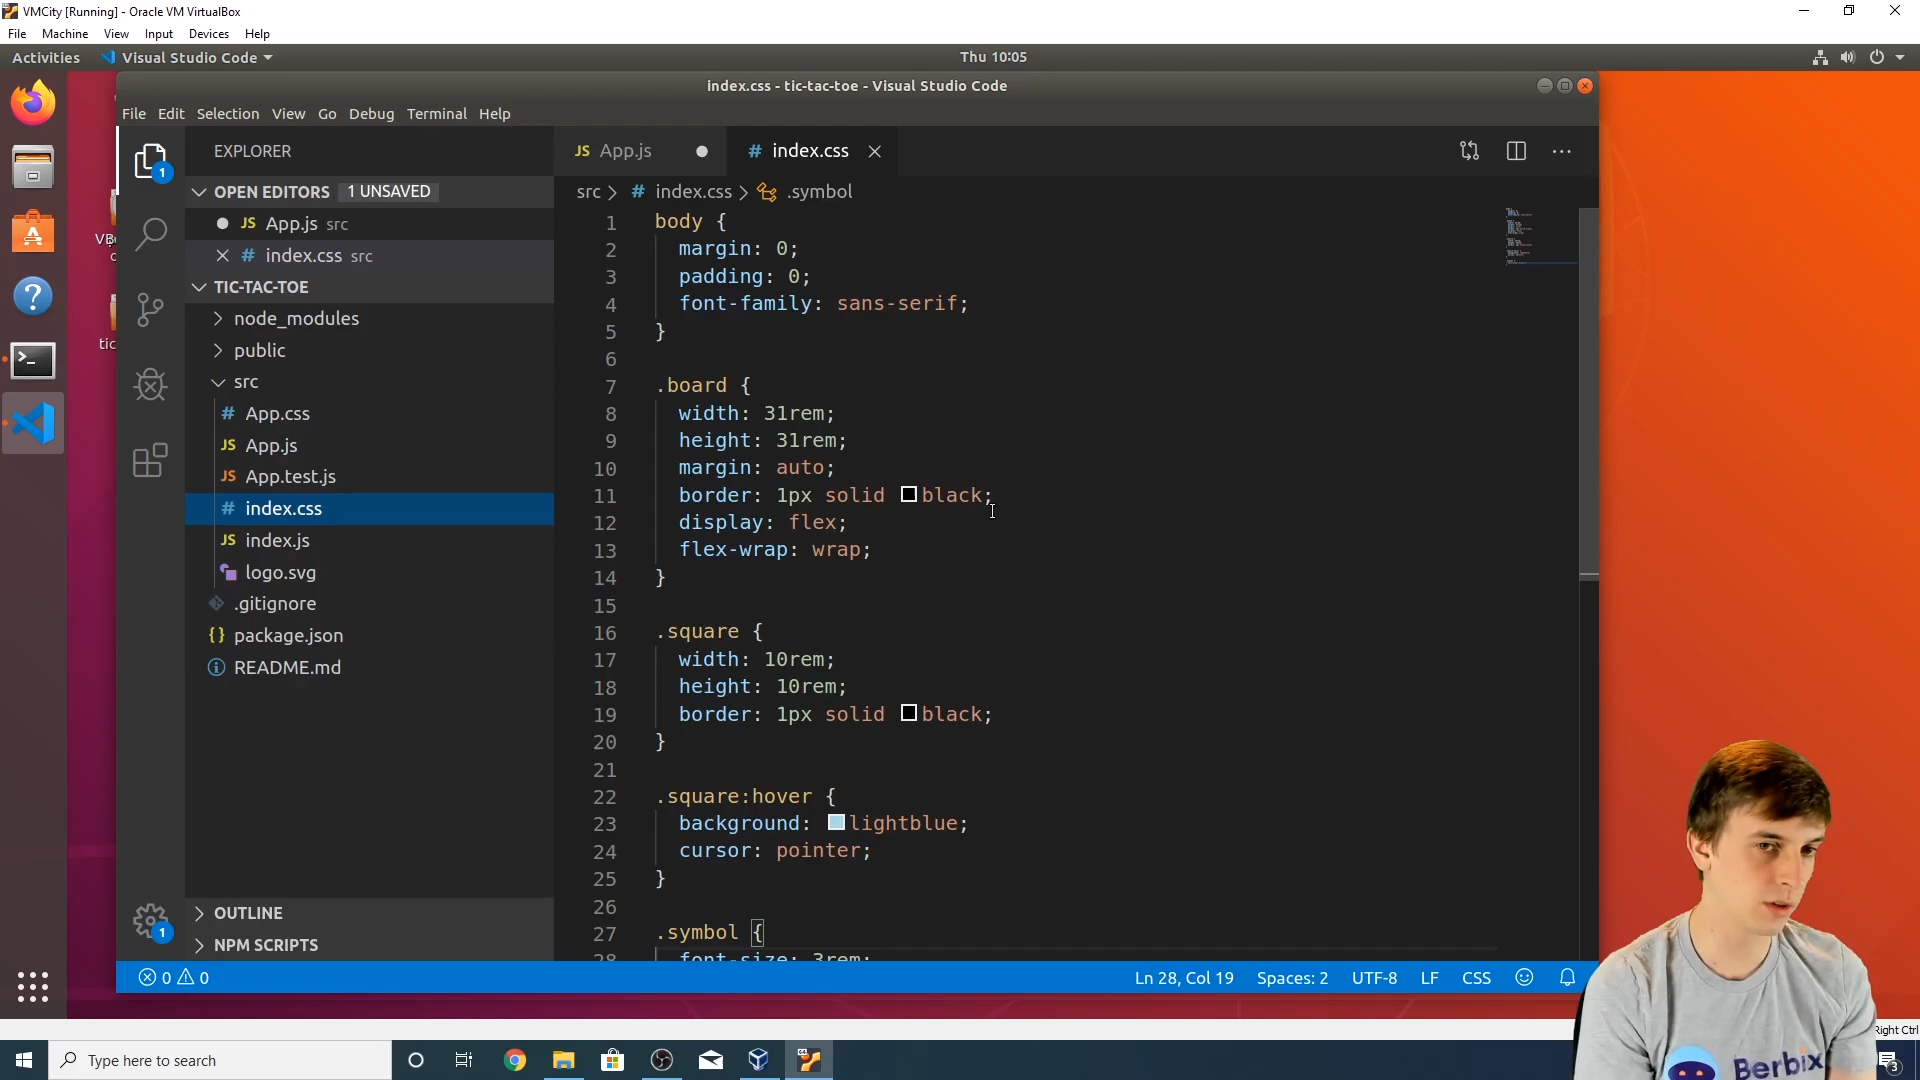 VMCity [Running] - Oracle VM VirtualBox
File Machine View Input Devices Help
Activities Visual Studio Code Thu 10:05
index.css - tic-tac-toe - Visual Studio Code
File Edit Selection View Go Debug Terminal Help
EXPLORER
OPEN EDITORS 1 UNSAVED
JS App.js src
# index.css src
TIC-TAC-TOE
node_modules
public
src
# App.css
JS App.js
JS App.test.js
# index.css
JS index.js
logo.svg
.gitignore
{} package.json
README.md
OUTLINE
NPM SCRIPTS
1
1
tic
JS App.js
# index.css
src > # index.css > .symbol
1 body {
2 margin: 0;
3 padding: 0;
4 font-family: sans-serif;
5 }
6
7 .board {
8 width: 31rem;
9 height: 31rem;
10 margin: auto;
11 border: 1px solid black;
12 display: flex;
13 flex-wrap: wrap;
14 }
15
16 .square {
17 width: 10rem;
18 height: 10rem;
19 border: 1px solid black;
20 }
21
22 .square:hover {
23 background: lightblue;
24 cursor: pointer;
25 }
26
27 .symbol {
28 font-size: 3rem;
0 0 Ln 28, Col 19 Spaces: 2 UTF-8 LF CSS
Right Ctrl
Type here to search
Berbix
3